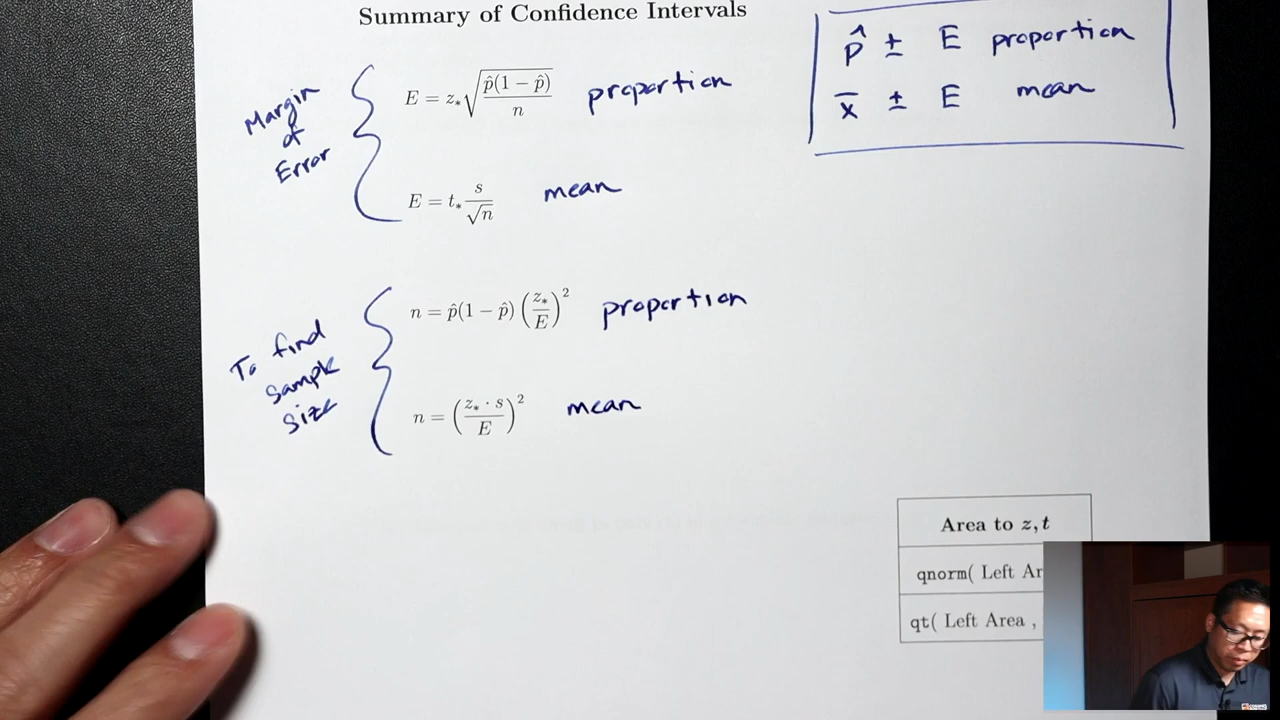 Summary of Confidence Intervals
p̂ ± E proportion
x̄ ± E mean
Margin
of
Error
E = z* √(p̂(1 − p̂)/n) proportion
E = t* s/√n mean
To find
sample
size
n = p̂(1 − p̂) (z*/E)² proportion
n = (z* · s/E)² mean
Area to z, t
qnorm( Left Ar
qt( Left Area ,